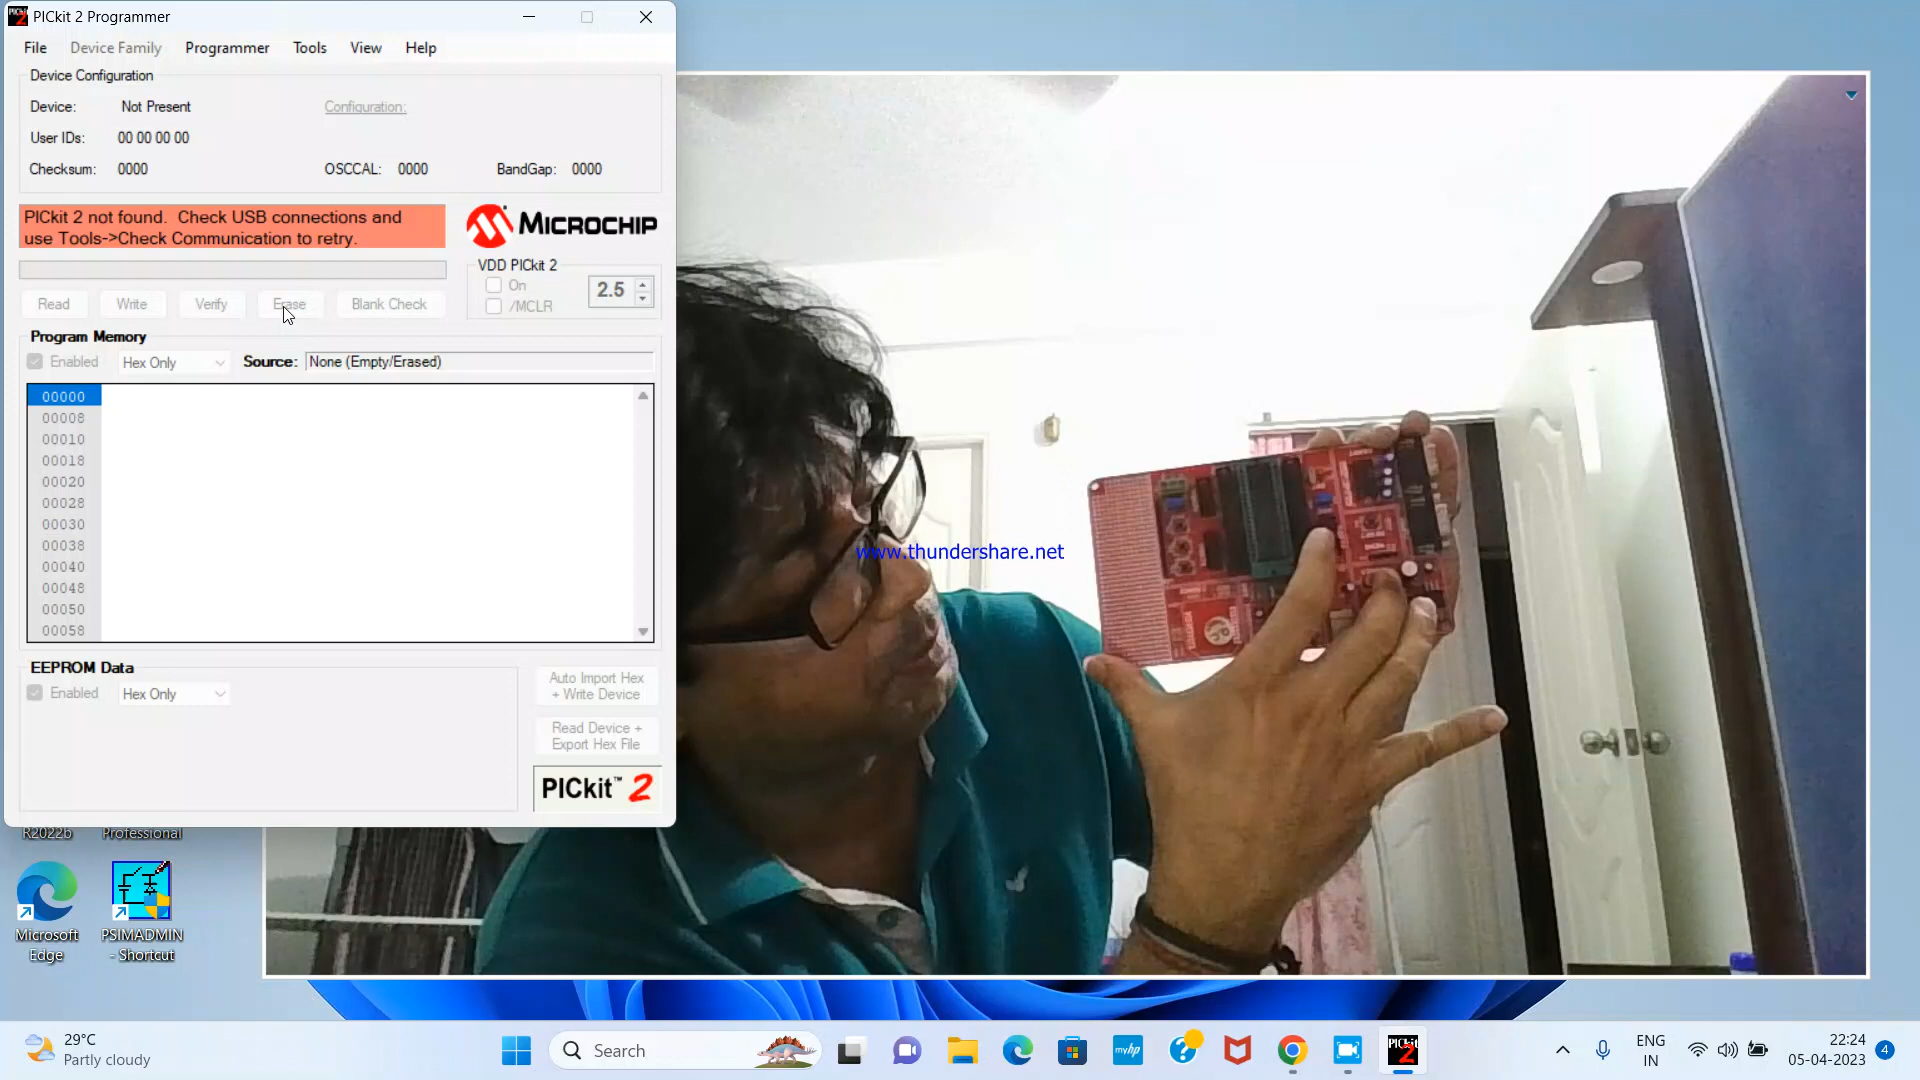 PICkit 2 Programmer
File Device Family Programmer Tools View Help
Device Configuration
Device: Not Present Configuration:
User IDs: 00 00 00 00
Checksum: 0000 OSCCAL: 0000 BandGap: 0000
PICkit 2 not found. Check USB connections and
use Tools->Check Communication to retry.
MICROCHIP
VDD PICkit 2
On
/MCLR
2.5
Read Write Verify Erase Blank Check
Program Memory
Enabled Hex Only Source: None (Empty/Erased)
00000
00008
00010
00018
00020
00028
00030
00038
00040
00048
00050
00058
EEPROM Data
Enabled Hex Only
Auto Import Hex
+ Write Device
Read Device +
Export Hex File
PICkit™ 2
www.thundershare.net
R2022b Professional
Microsoft
Edge
PSIMADMIN
- Shortcut
29°C
Partly cloudy
Search
myhp
PICkit
2
ENG
IN
22:24
05-04-2023
4